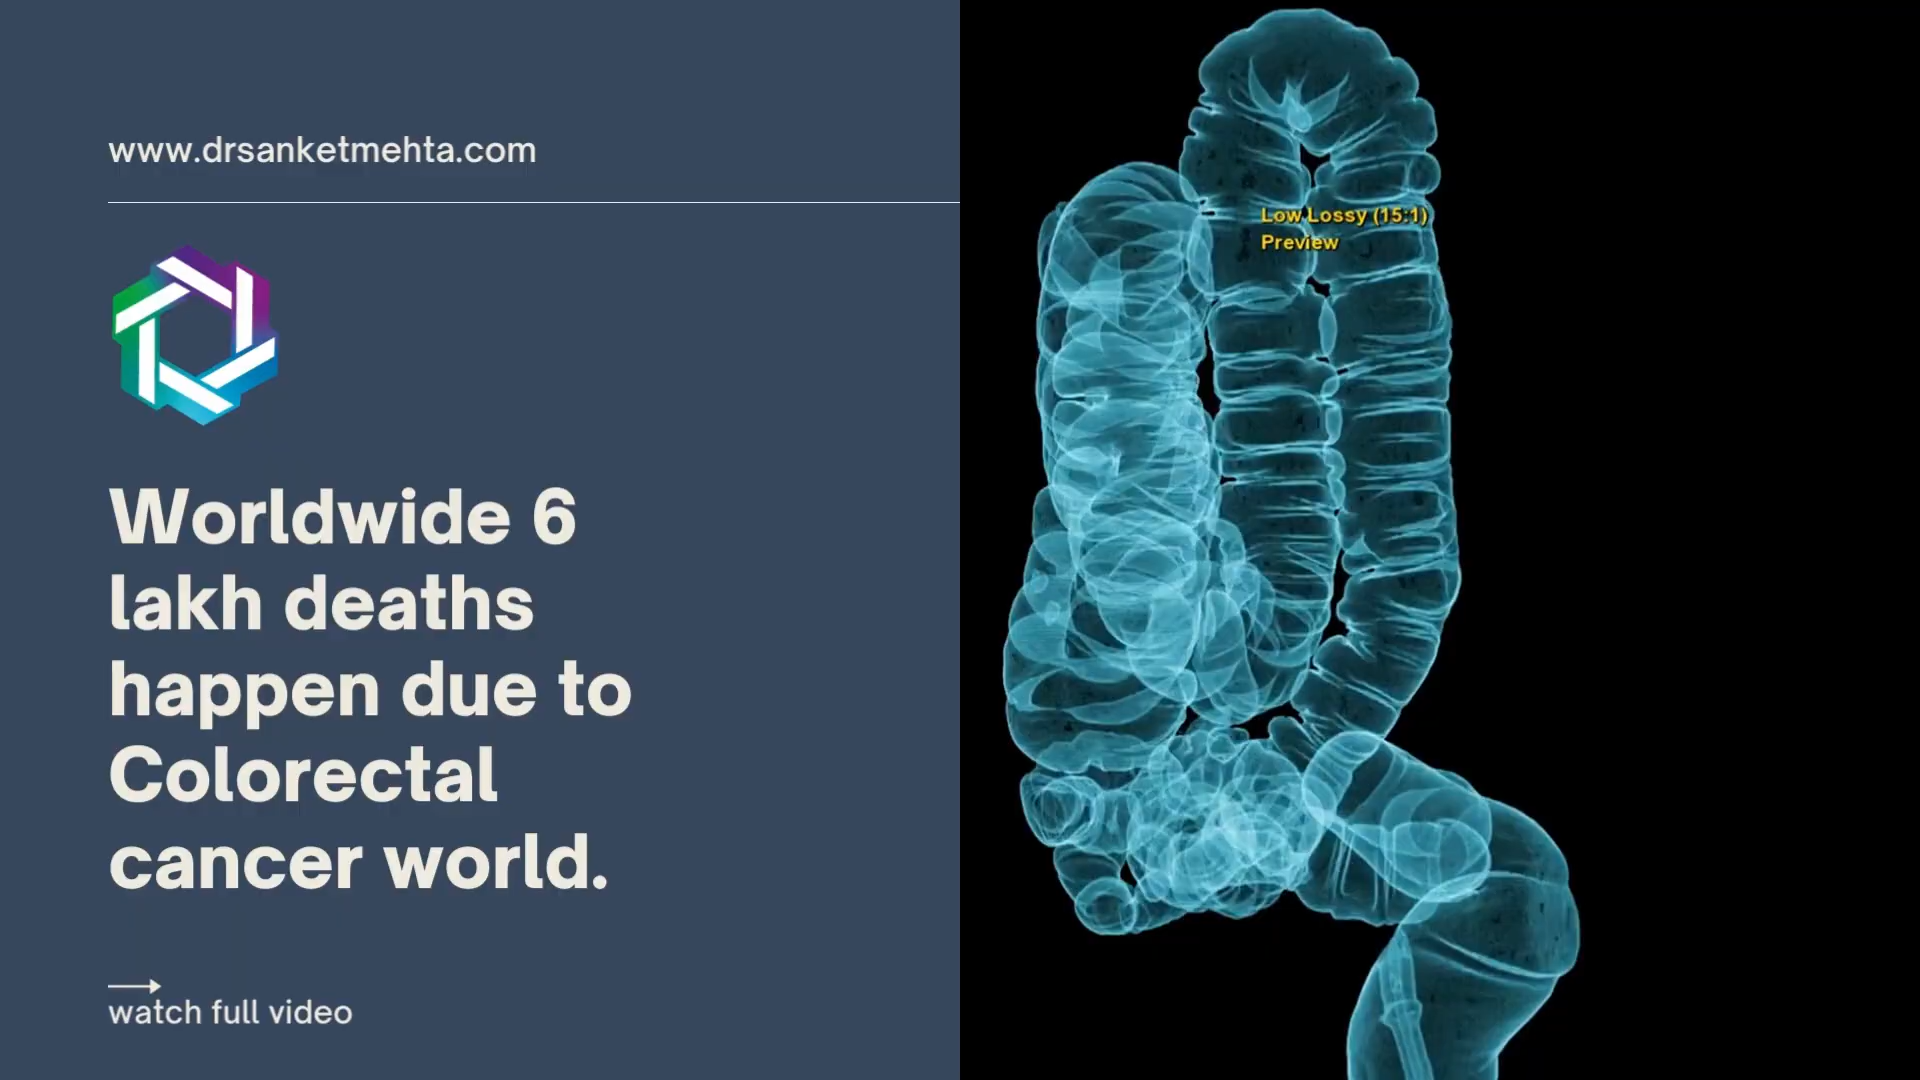 www.drsanketmehta.com
Worldwide 6
lakh deaths
happen due to
Colorectal
cancer world.
watch full video
Low Lossy (15:1)
Preview